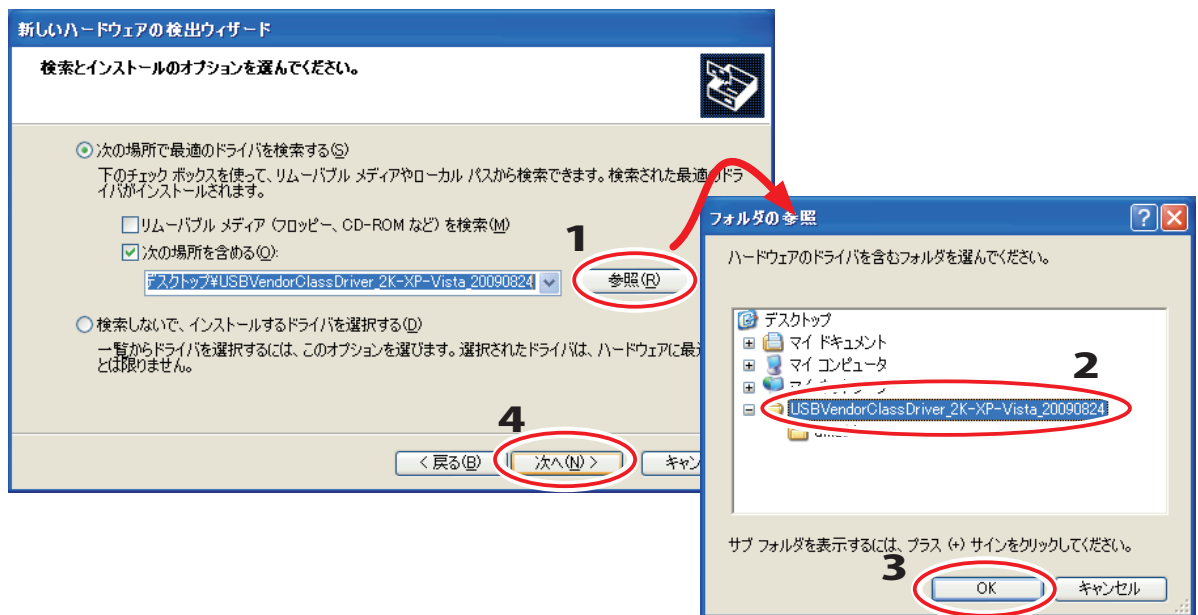 新しいハードウェアの検出ウィザード
検索とインストールのオプションを選んでください。
次の場所で最適のドライバを検索する(S)
下のチェック ボックスを使って、リムーバブル メディアやローカル パスから検索できます。検索された最適のドラ
イバがインストールされます。
リムーバブル メディア (フロッピー、CD-ROM など) を検索(M)
次の場所を含める(O):
1
デスクトップ¥USBVendorClassDriver_2K-XP-Vista_20090824
参照(R)
検索しないで、インストールするドライバを選択する(D)
一覧からドライバを選択するには、このオプションを選びます。選択されたドライバは、ハードウェアに最
とは限りません。
4
< 戻る(B)
次へ(N) >
キャン
フォルダの参照
ハードウェアのドライバを含むフォルダを選んでください。
デスクトップ
マイ ドキュメント
マイ コンピュータ
2
USBVendorClassDriver_2K-XP-Vista_20090824
サブ フォルダを表示するには、プラス (+) サインをクリックしてください。
3
OK
キャンセル